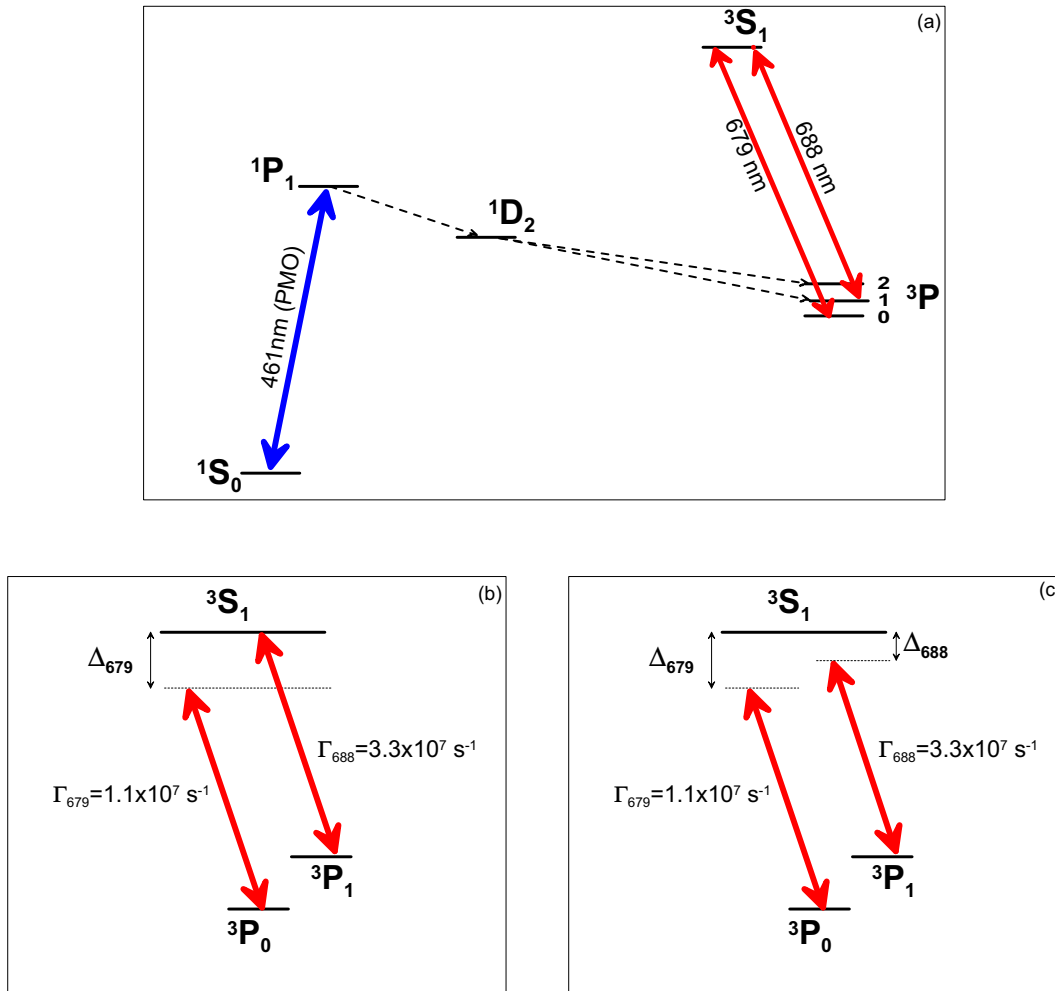 (a)
³S₁
679 nm
688 nm
¹P₁
¹D₂
2
1
0
³P
461nm (PMO)
¹S₀
(b)
³S₁
Δ₆₇₉
Γ₆₈₈=3.3x10⁷ s⁻¹
Γ₆₇₉=1.1x10⁷ s⁻¹
³P₁
³P₀
(c
³S₁
Δ₆₇₉
Δ₆₈₈
Γ₆₈₈=3.3x10⁷ s⁻¹
Γ₆₇₉=1.1x10⁷ s⁻¹
³P₁
³P₀